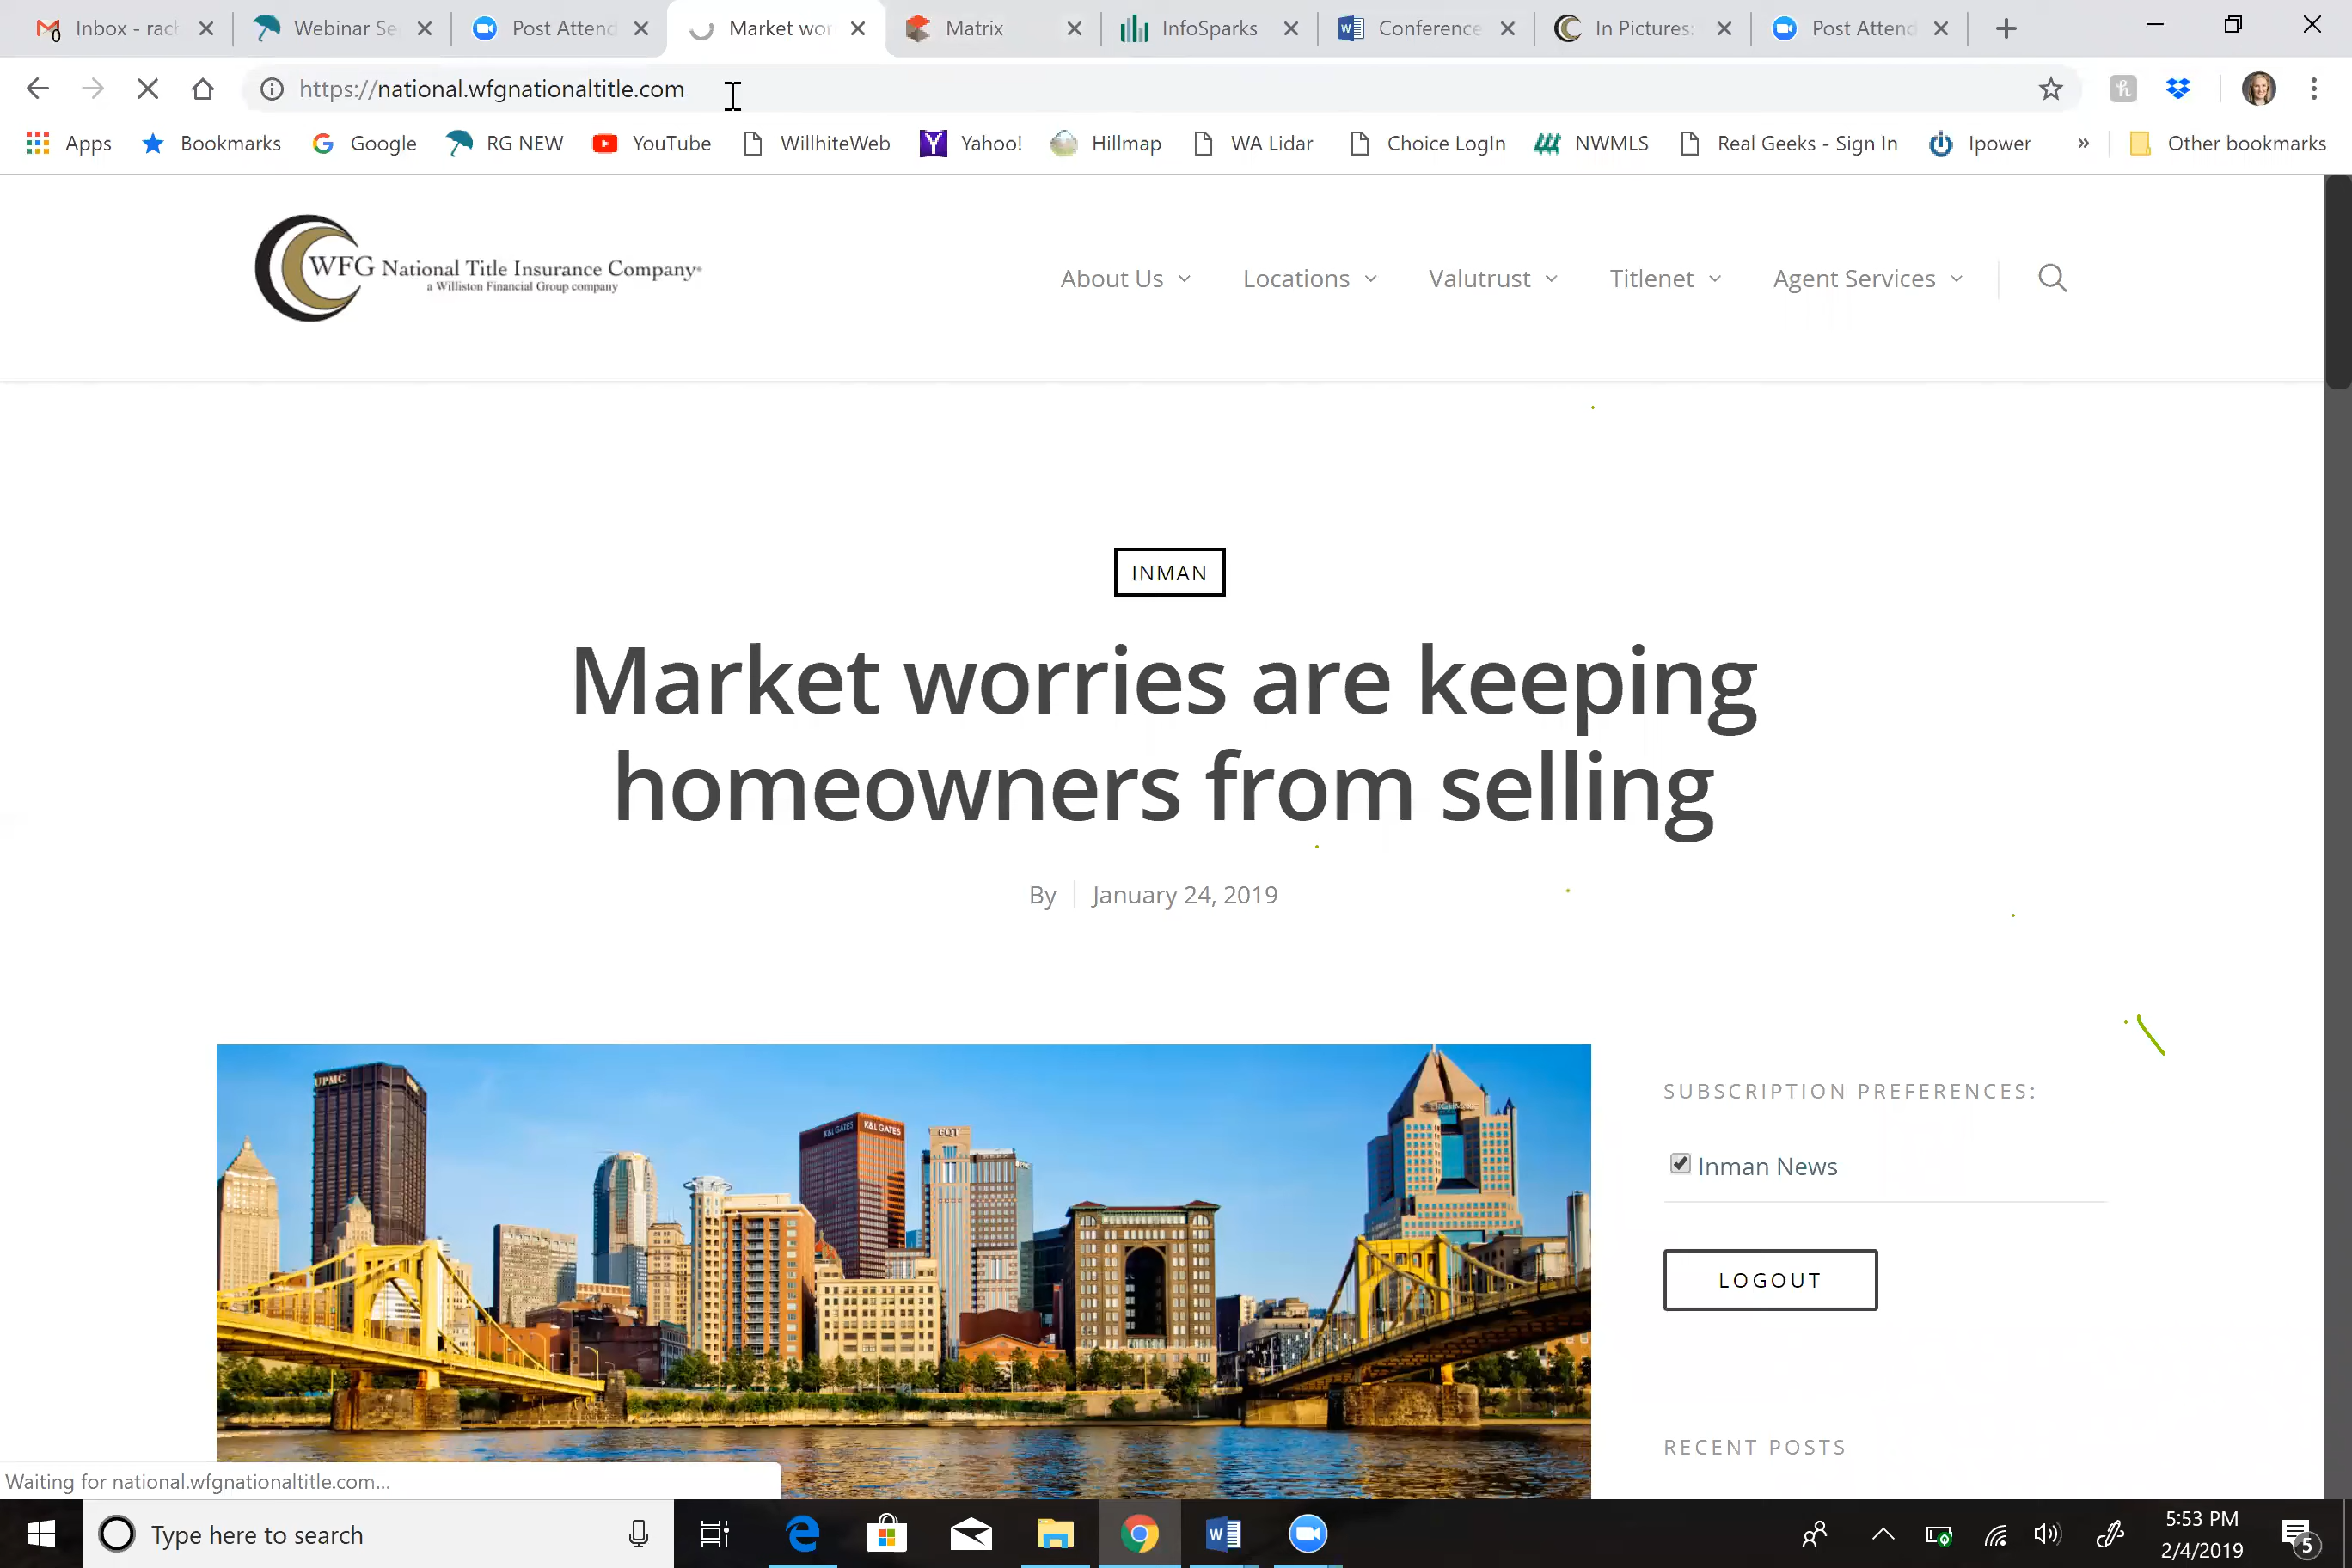 Inbox - rach
Webinar Se
Post Attend
Market wor
Matrix
InfoSparks
Conference
In Pictures:
Post Attend
https://national.wfgnationaltitle.com
Apps
Bookmarks
Google
RG NEW
YouTube
WillhiteWeb
Yahoo!
Hillmap
WA Lidar
Choice LogIn
NWMLS
Real Geeks - Sign In
Ipower
»
Other bookmarks
WFG National Title Insurance Company®
a Williston Financial Group company
About Us
Locations
Valutrust
Titlenet
Agent Services
INMAN
Market worries are keeping
homeowners from selling
By
January 24, 2019
UPMC
K&L GATES
K&L GATES
SUBSCRIPTION PREFERENCES:
Inman News
LOGOUT
RECENT POSTS
Waiting for national.wfgnationaltitle.com...
Type here to search
5:53 PM
2/4/2019
5